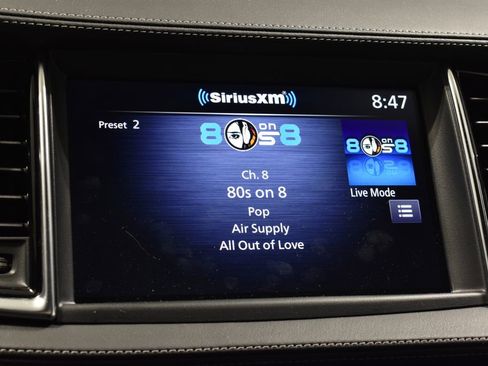 SiriusXM
8:47
Preset 2
80s on 8
Ch. 8
80s on 8
Pop
Air Supply
All Out of Love
80s on 8
Live Mode